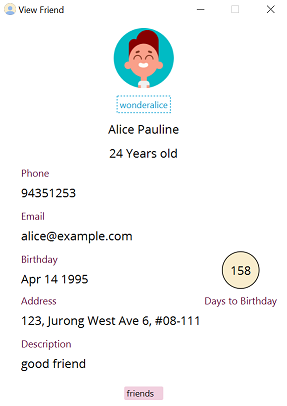 View Friend
wonderalice
Alice Pauline
24 Years old
Phone
94351253
Email
alice@example.com
Birthday
Apr 14 1995
158
Days to Birthday
Address
123, Jurong West Ave 6, #08-111
Description
good friend
friends